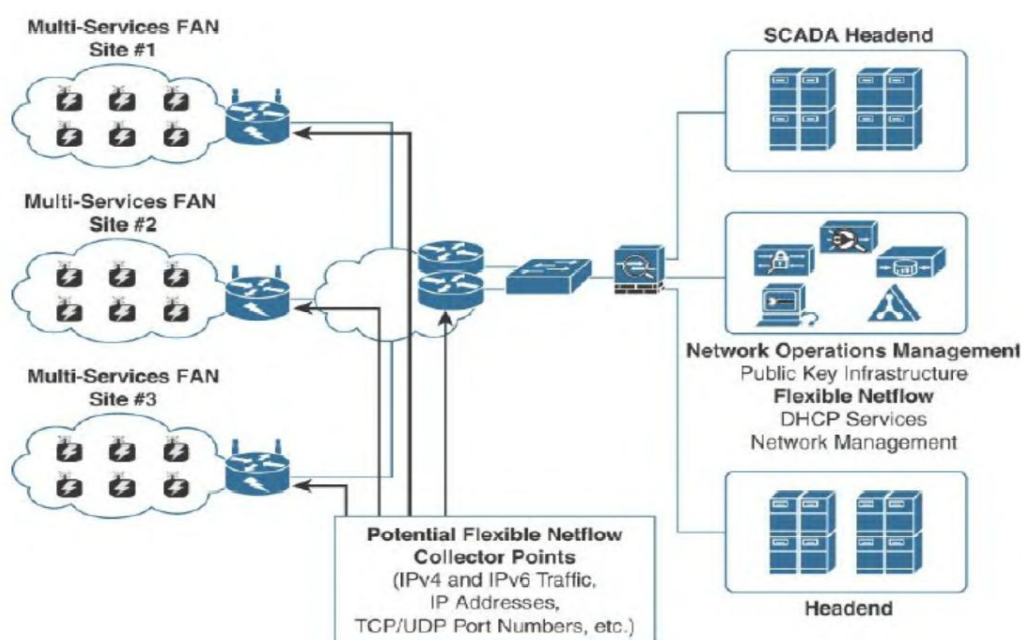 Multi-Services FAN
Site #1
Multi-Services FAN
Site #2
Multi-Services FAN
Site #3
SCADA Headend
Network Operations Management
Public Key Infrastructure
Flexible Netflow
DHCP Services
Network Management
Potential Flexible Netflow
Collector Points
(IPv4 and IPv6 Traffic,
IP Addresses,
TCP/UDP Port Numbers, etc.)
Headend